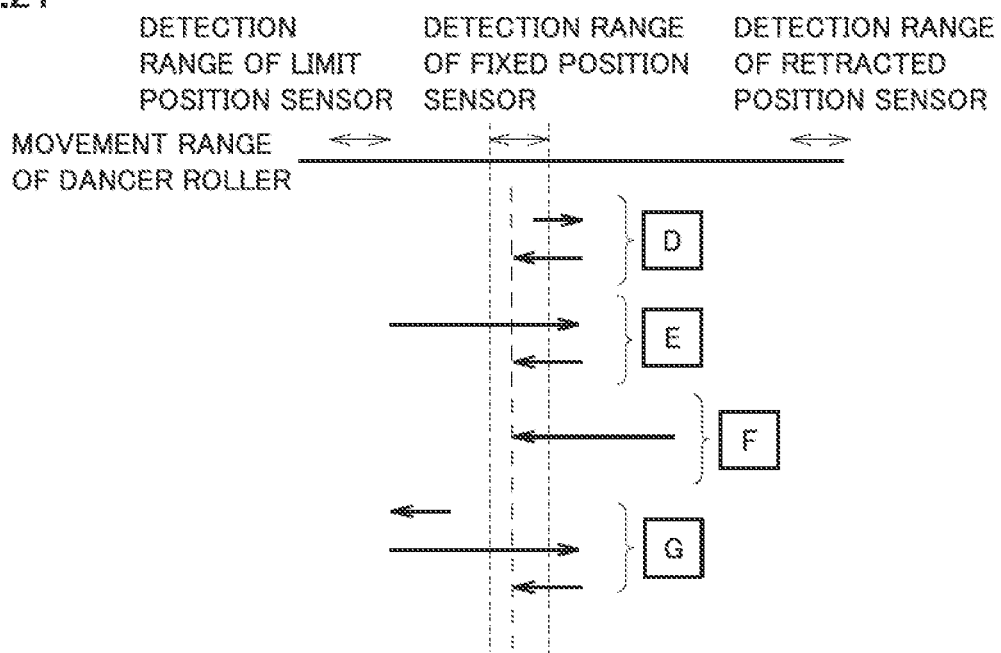 DETECTION
RANGE OF LIMIT
POSITION SENSOR
DETECTION RANGE
OF FIXED POSITION
SENSOR
DETECTION RANGE
OF RETRACTED
POSITION SENSOR
MOVEMENT RANGE
OF DANCER ROLLER
D
E
F
G